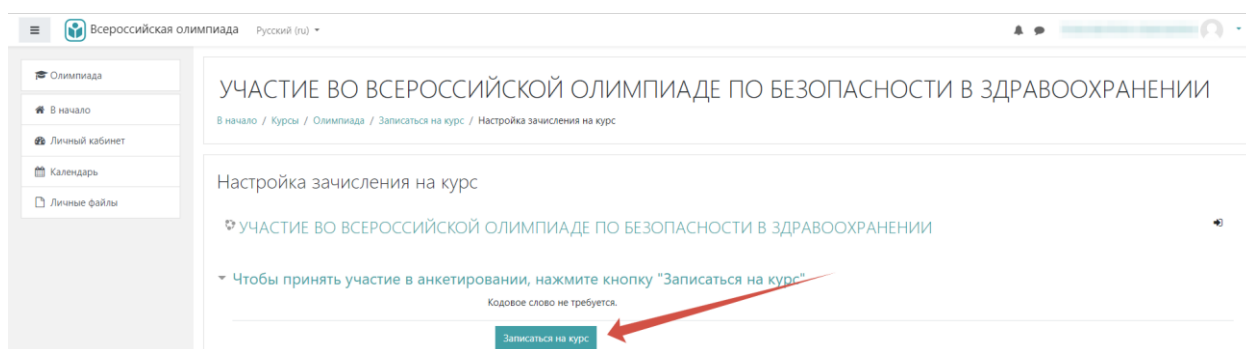 Всероссийская олимпиада Русский (ru)
Олимпиада
В начало
Личный кабинет
Календарь
Личные файлы
УЧАСТИЕ ВО ВСЕРОССИЙСКОЙ ОЛИМПИАДЕ ПО БЕЗОПАСНОСТИ В ЗДРАВООХРАНЕНИИ
В начало / Курсы / Олимпиада / Записаться на курс / Настройка зачисления на курс
Настройка зачисления на курс
УЧАСТИЕ ВО ВСЕРОССИЙСКОЙ ОЛИМПИАДЕ ПО БЕЗОПАСНОСТИ В ЗДРАВООХРАНЕНИИ
Чтобы принять участие в анкетировании, нажмите кнопку "Записаться на курс"
Кодовое слово не требуется.
Записаться на курс